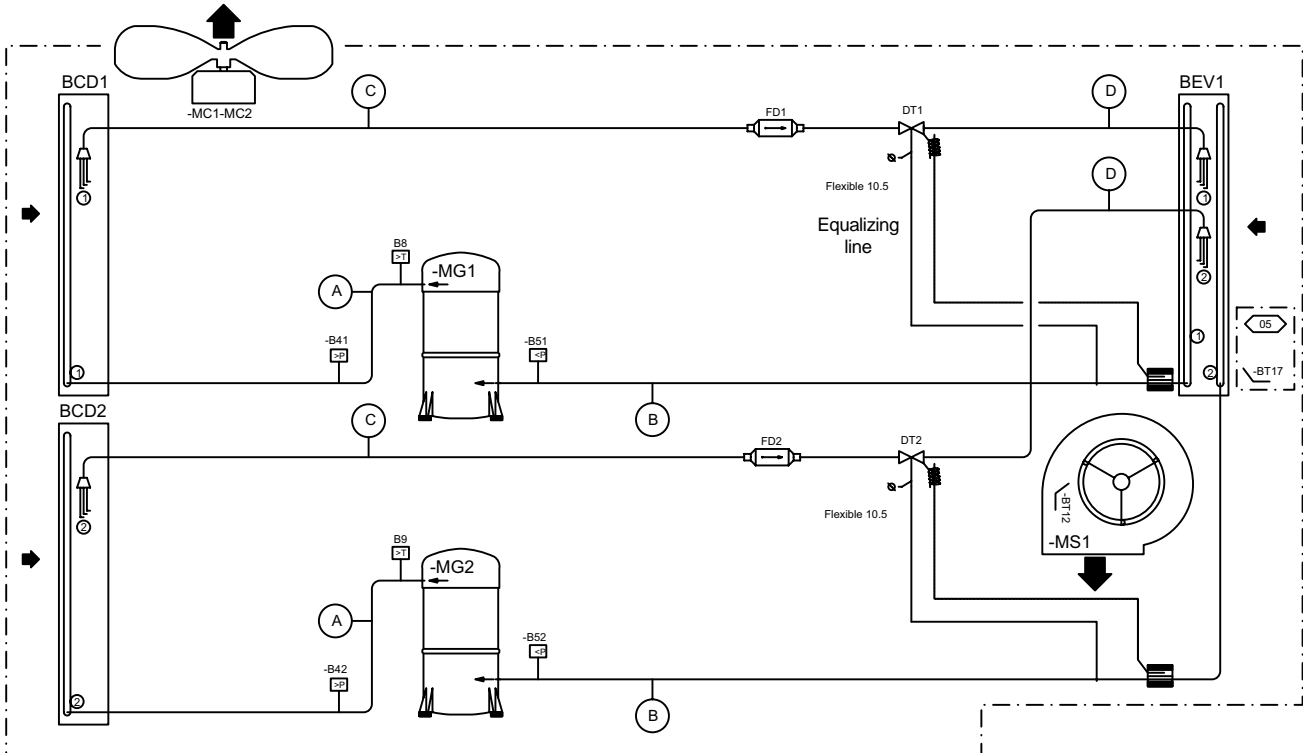 BCD1
-MC1-MC2
C
FD1
DT1
D
BEV1
1
Flexible 10.5
D
1
Equalizing
line
2
B8
>T
-MG1
A
05
-B41
>P
-B51
<P
1
-BT17
1
2
BCD2
C
B
FD2
DT2
2
Flexible 10.5
-BT12
-MS1
B9
>T
-MG2
A
-B52
<P
-B42
>P
2
B